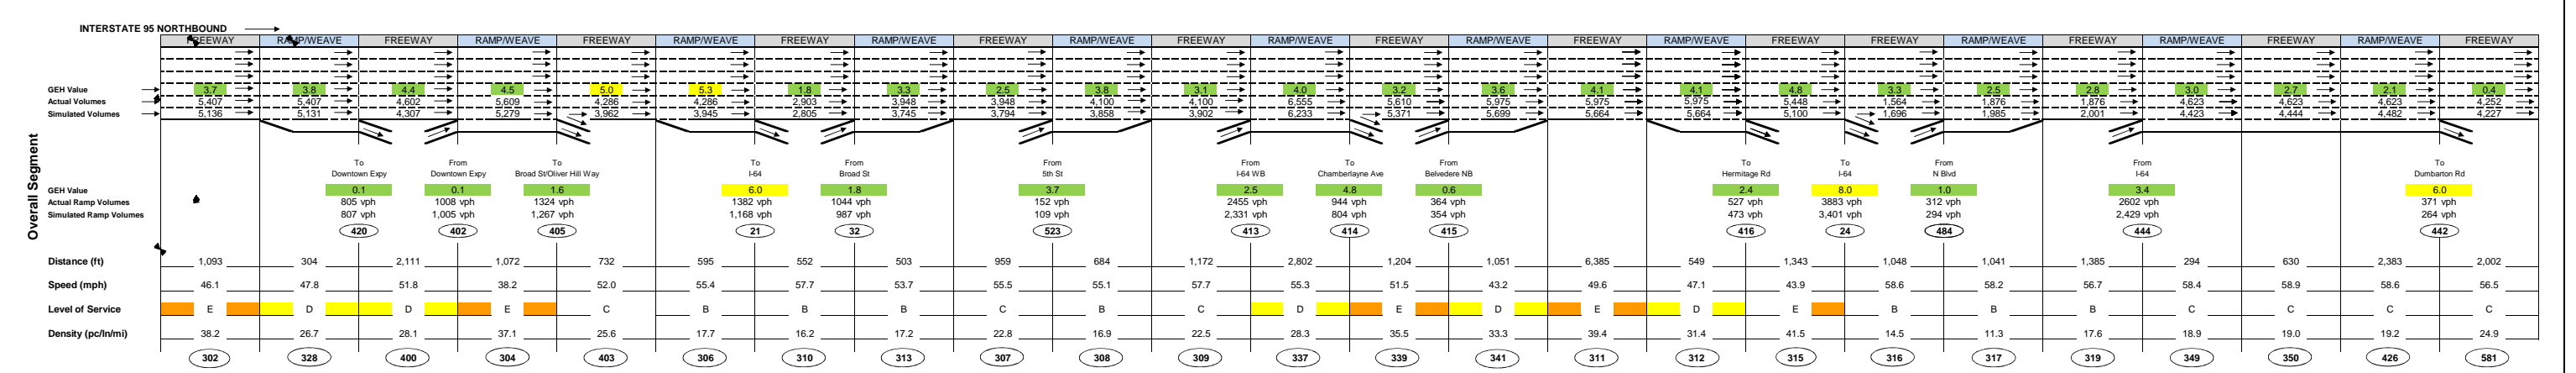 INTERSTATE 95 NORTHBOUND
FREEWAY RAMP/WEAVE FREEWAY RAMP/WEAVE FREEWAY RAMP/WEAVE FREEWAY RAMP/WEAVE FREEWAY RAMP/WEAVE FREEWAY RAMP/WEAVE FREEWAY RAMP/WEAVE FREEWAY RAMP/WEAVE FREEWAY FREEWAY RAMP/WEAVE FREEWAY RAMP/WEAVE FREEWAY RAMP/WEAVE FREEWAY
GEH Value 3.7 3.8 4.4 4.5 5.0 5.3 1.8 3.3 2.5 3.8 3.1 4.0 3.2 3.6 4.1 4.1 4.8 3.3 2.5 2.8 3.0 2.7 2.1 0.4
Actual Volumes 5,407 5,407 4,602 5,609 4,286 4,286 2,903 3,948 3,948 4,100 4,100 6,555 5,610 5,975 5,975 5,975 5,448 1,564 1,876 1,876 4,623 4,623 4,623 4,252
Simulated Volumes 5,136 5,131 4,307 5,279 3,962 3,945 2,805 3,745 3,794 3,858 3,902 6,233 5,371 5,699 5,664 5,664 5,100 1,696 1,985 2,001 4,423 4,444 4,482 4,227
Overall Segment
To From To To From From From To From To To From From To
Downtown Expy Downtown Expy Broad St/Oliver Hill Way I-64 Broad St 5th St I-64 WB Chamberlayne Ave Belvedere NB Hermitage Rd I-64 N Blvd I-64 Dumbarton Rd
GEH Value 0.1 0.1 1.6 6.0 1.8 3.7 2.5 4.8 0.6 2.4 8.0 1.0 3.4 6.0
Actual Ramp Volumes 805 vph 1008 vph 1324 vph 1382 vph 1044 vph 152 vph 2455 vph 944 vph 364 vph 527 vph 3883 vph 312 vph 2602 vph 371 vph
Simulated Ramp Volumes 807 vph 1,005 vph 1,267 vph 1,168 vph 987 vph 109 vph 2,331 vph 804 vph 354 vph 473 vph 3,401 vph 294 vph 2,429 vph 264 vph
420 402 405 21 32 523 413 414 415 416 24 484 444 442
Distance (ft) 1,093 304 2,111 1,072 732 595 552 503 959 684 1,172 2,802 1,204 1,051 6,385 549 1,343 1,048 1,041 1,385 294 630 2,383 2,002
Speed (mph) 46.1 47.8 51.8 38.2 52.0 55.4 57.7 53.7 55.5 55.1 57.7 55.3 51.5 43.2 49.6 47.1 43.9 58.6 58.2 56.7 58.4 58.9 58.6 56.5
Level of Service E D D E C B B B C B C D E D E D E B B B C C C C
Density (pc/ln/mi) 38.2 26.7 28.1 37.1 25.6 17.7 16.2 17.2 22.8 16.9 22.5 28.3 35.5 33.3 39.4 31.4 41.5 14.5 11.3 17.6 18.9 19.0 19.2 24.9
302 328 400 304 403 306 310 313 307 308 309 337 339 341 311 312 315 316 317 319 349 350 426 581